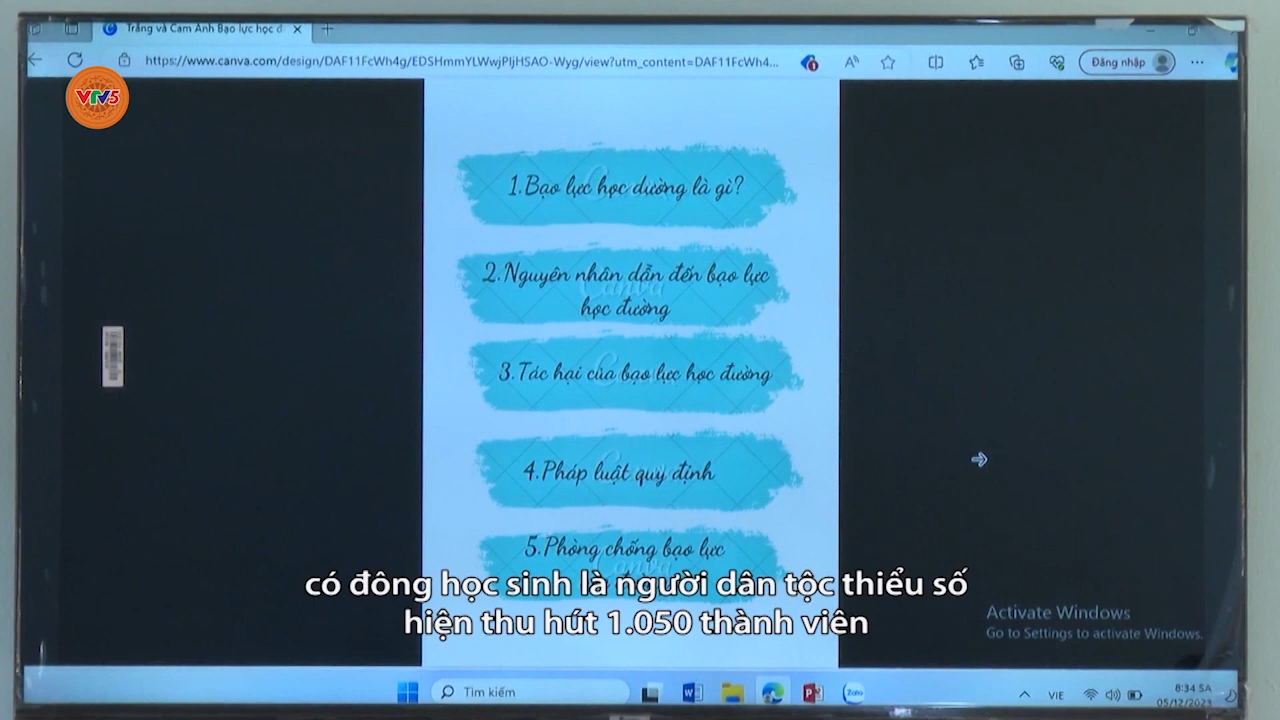 Trắng và Cam Ảnh Bạo lực học đ
https://www.canva.com/design/DAF11FcWh4g/EDSHmmYLWwjPljHSAO-Wyg/view?utm_content=DAF11FcWh4...
Đăng nhập
VTV5
1.Bạo lực học dường là gì?
2.Nguyên nhân dẫn đến bạo lực
học đường
3.Tác hại của bạo lực học đường
4.Pháp luật quy định
5.Phòng chống bạo lực
có đông học sinh là người dân tộc thiểu số
hiện thu hút 1.050 thành viên
Activate Windows
Go to Settings to activate Windows.
Tìm kiếm
Zalo
VIE
8:34 SA
05/12/2023